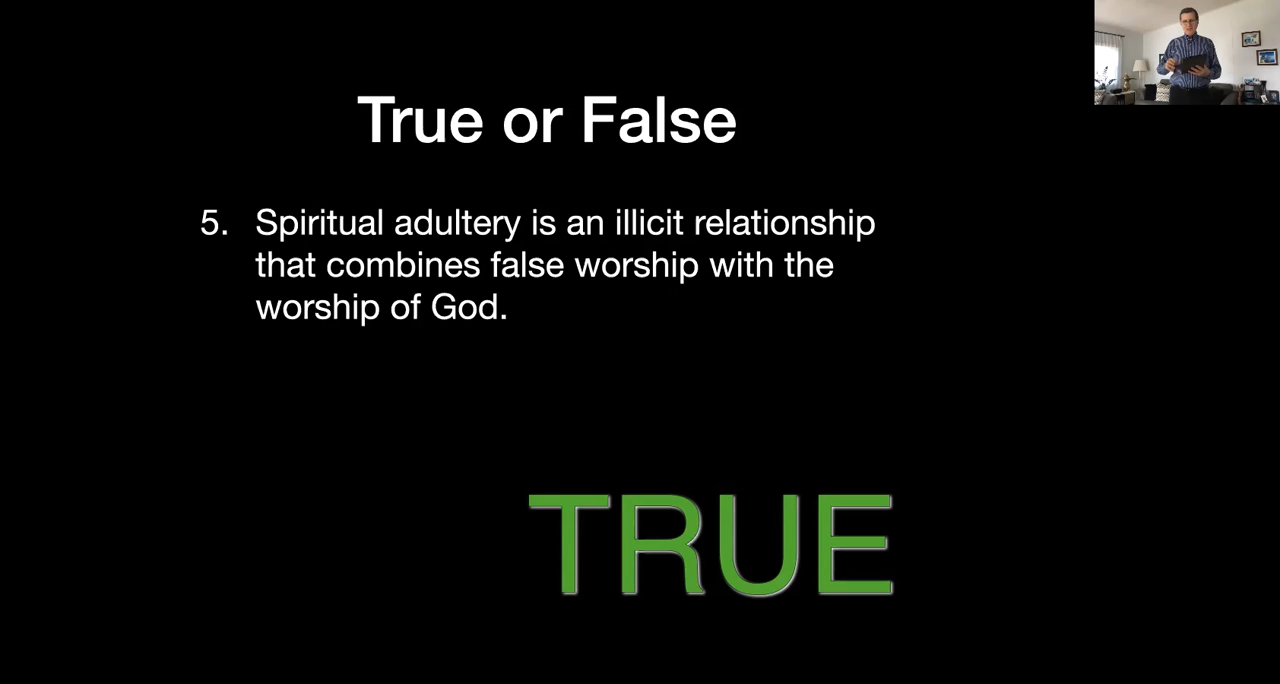 True or False
5. Spiritual adultery is an illicit relationship
that combines false worship with the
worship of God.
TRUE